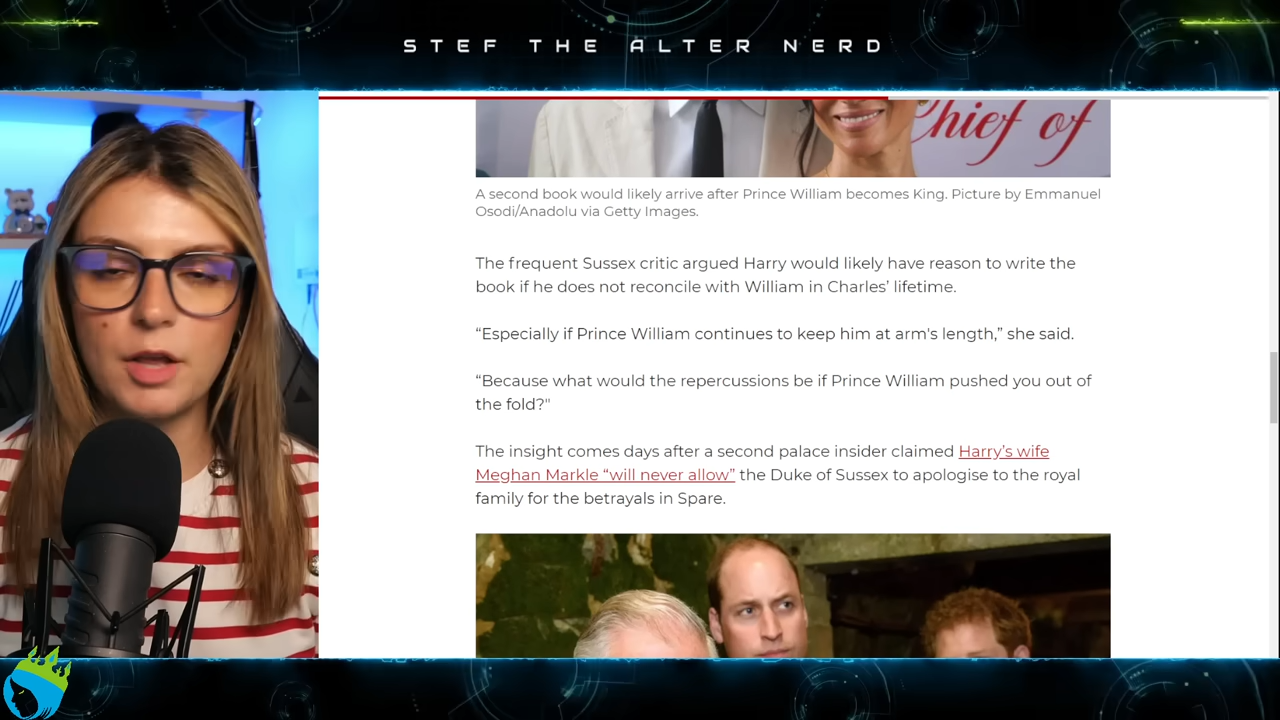 STEF THE ALTER NERD
Chief of
A second book would likely arrive after Prince William becomes King. Picture by Emmanuel
Osodi/Anadolu via Getty Images.
The frequent Sussex critic argued Harry would likely have reason to write the
book if he does not reconcile with William in Charles’ lifetime.
“Especially if Prince William continues to keep him at arm's length,” she said.
“Because what would the repercussions be if Prince William pushed you out of
the fold?"
The insight comes days after a second palace insider claimed Harry’s wife
Meghan Markle “will never allow” the Duke of Sussex to apologise to the royal
family for the betrayals in Spare.